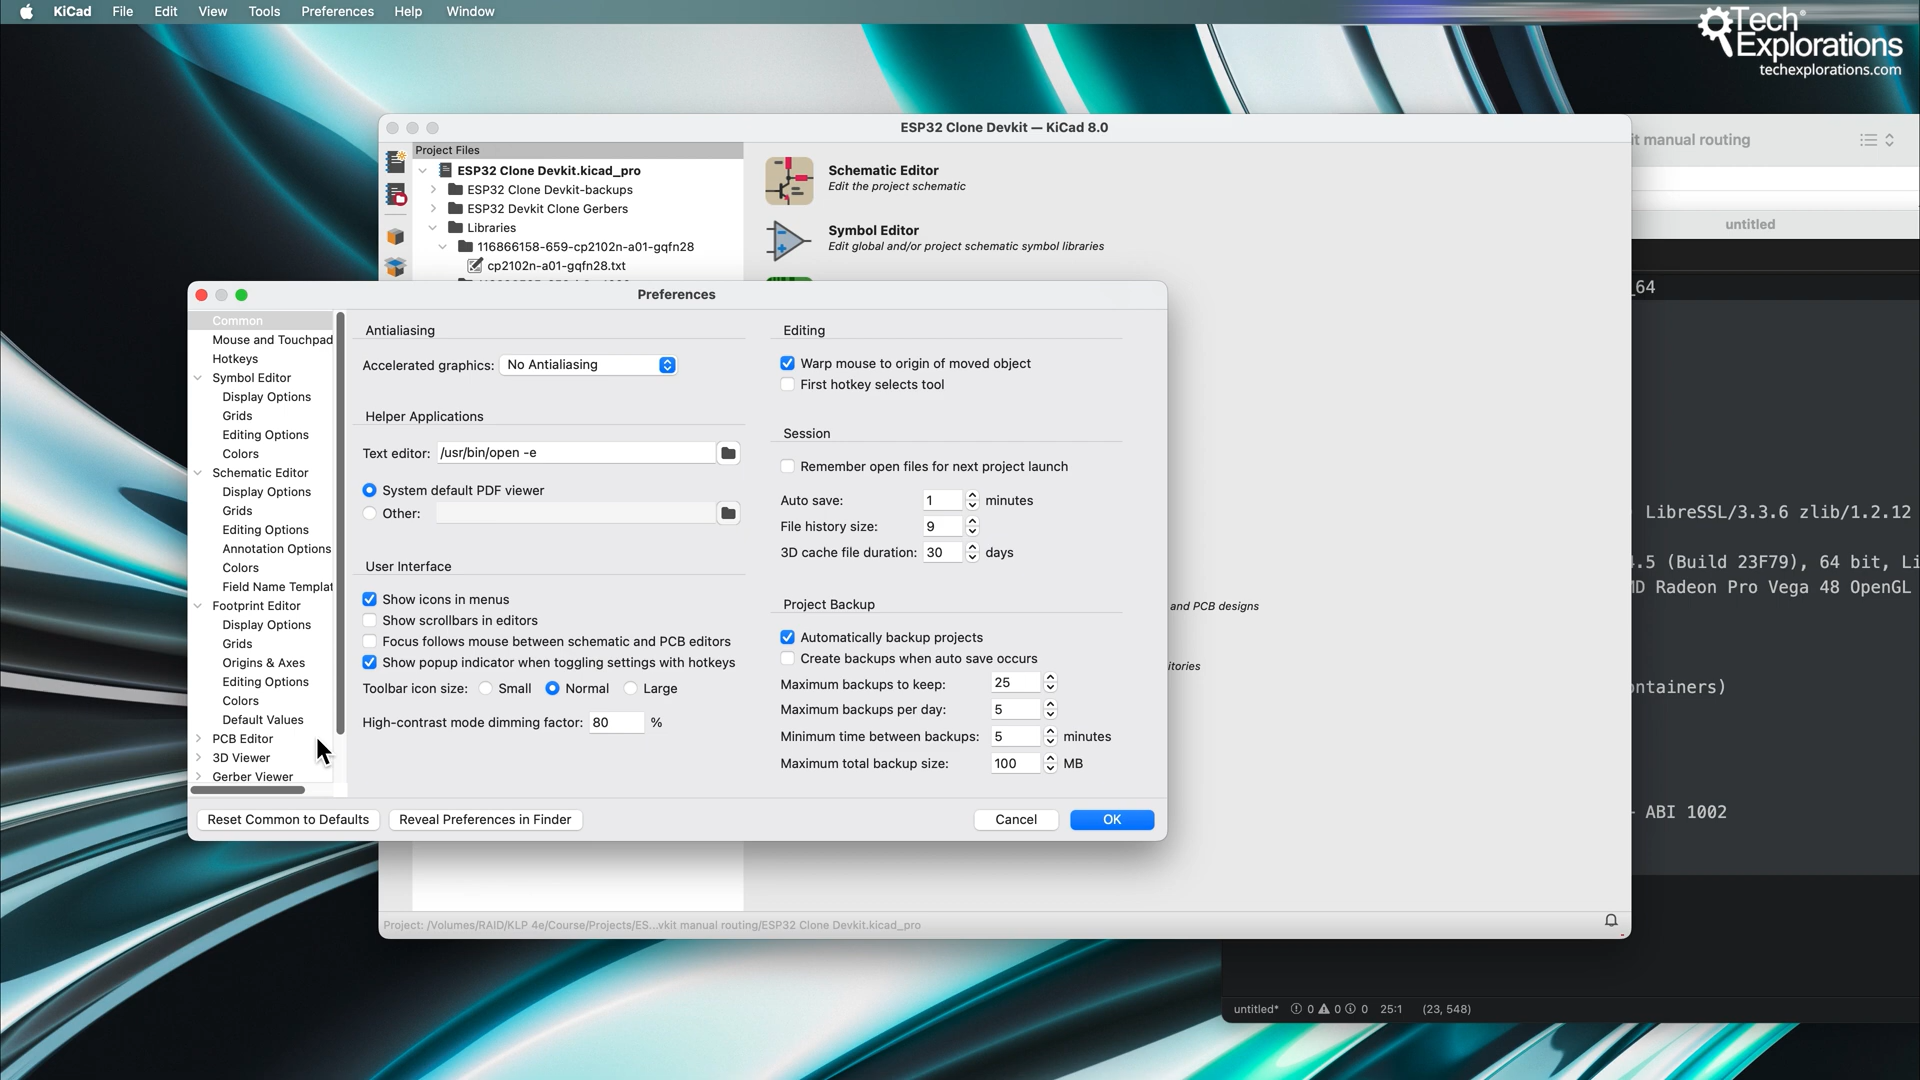 KiCad File Edit View Tools Preferences Help Window
Tech
Explorations
techexplorations.com
ESP32 Clone Devkit — KiCad 8.0
it manual routing
Project Files
ESP32 Clone Devkit.kicad_pro
ESP32 Clone Devkit-backups
ESP32 Devkit Clone Gerbers
Libraries
116866158-659-cp2102n-a01-gqfn28
cp2102n-a01-gqfn28.txt
Schematic Editor
Edit the project schematic
Symbol Editor
Edit global and/or project schematic symbol libraries
untitled
_64
Preferences
Common
Mouse and Touchpad
Hotkeys
Symbol Editor
Display Options
Grids
Editing Options
Colors
Schematic Editor
Display Options
Grids
Editing Options
Annotation Options
Colors
Field Name Templat
Footprint Editor
Display Options
Grids
Origins & Axes
Editing Options
Colors
Default Values
PCB Editor
3D Viewer
Gerber Viewer
Antialiasing
Accelerated graphics: No Antialiasing
Helper Applications
Text editor: /usr/bin/open -e
System default PDF viewer
Other:
User Interface
Show icons in menus
Show scrollbars in editors
Focus follows mouse between schematic and PCB editors
Show popup indicator when toggling settings with hotkeys
Toolbar icon size: Small Normal Large
High-contrast mode dimming factor: 80 %
Editing
Warp mouse to origin of moved object
First hotkey selects tool
Session
Remember open files for next project launch
Auto save: 1 minutes
File history size: 9
3D cache file duration: 30 days
Project Backup
Automatically backup projects
Create backups when auto save occurs
Maximum backups to keep: 25
Maximum backups per day: 5
Minimum time between backups: 5 minutes
Maximum total backup size: 100 MB
Reset Common to Defaults Reveal Preferences in Finder Cancel OK
and PCB designs
itories
LibreSSL/3.3.6 zlib/1.2.12
.5 (Build 23F79), 64 bit, Li
MD Radeon Pro Vega 48 OpenGL
ontainers)
- ABI 1002
Project: /Volumes/RAID/KLP 4e/Course/Projects/ES...vkit manual routing/ESP32 Clone Devkit.kicad_pro
untitled* 0 0 0 25:1 (23, 548)